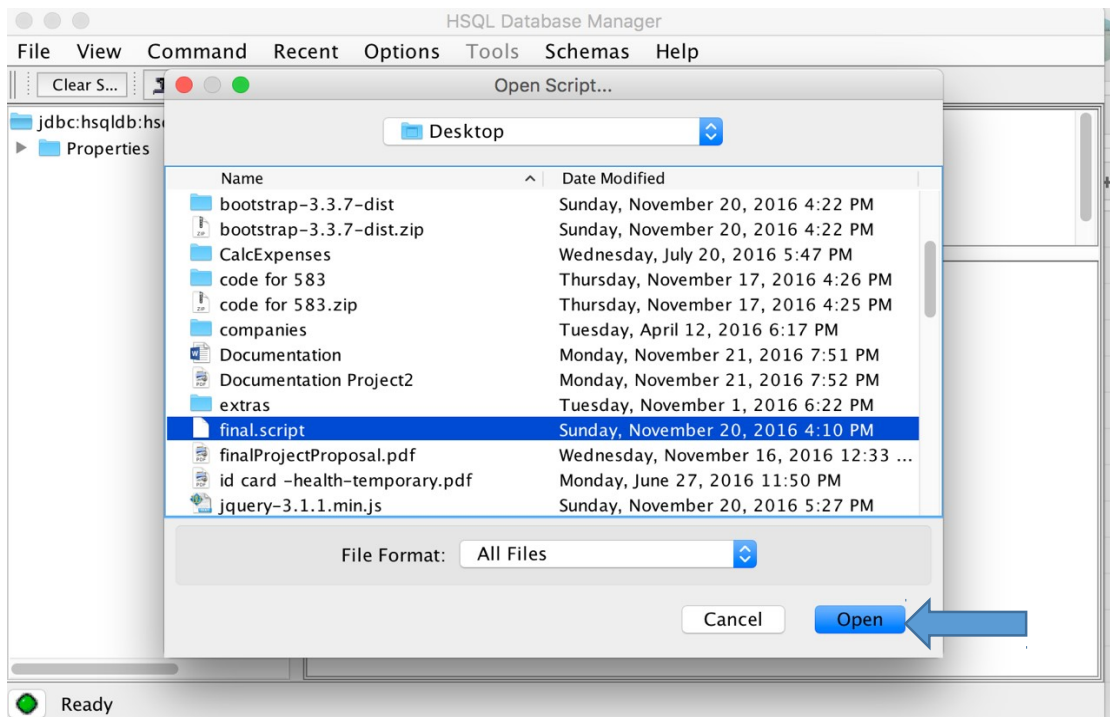 HSQL Database Manager
File View Command Recent Options Tools Schemas Help
Clear S...
Open Script...
jdbc:hsqldb:hs
Properties
Desktop
Name Date Modified
bootstrap-3.3.7-dist Sunday, November 20, 2016 4:22 PM
bootstrap-3.3.7-dist.zip Sunday, November 20, 2016 4:22 PM
CalcExpenses Wednesday, July 20, 2016 5:47 PM
code for 583 Thursday, November 17, 2016 4:26 PM
code for 583.zip Thursday, November 17, 2016 4:25 PM
companies Tuesday, April 12, 2016 6:17 PM
Documentation Monday, November 21, 2016 7:51 PM
Documentation Project2 Monday, November 21, 2016 7:52 PM
extras Tuesday, November 1, 2016 6:22 PM
final.script Sunday, November 20, 2016 4:10 PM
finalProjectProposal.pdf Wednesday, November 16, 2016 12:33 ...
id card -health-temporary.pdf Monday, June 27, 2016 11:50 PM
jquery-3.1.1.min.js Sunday, November 20, 2016 5:27 PM
File Format: All Files
Cancel Open
Ready